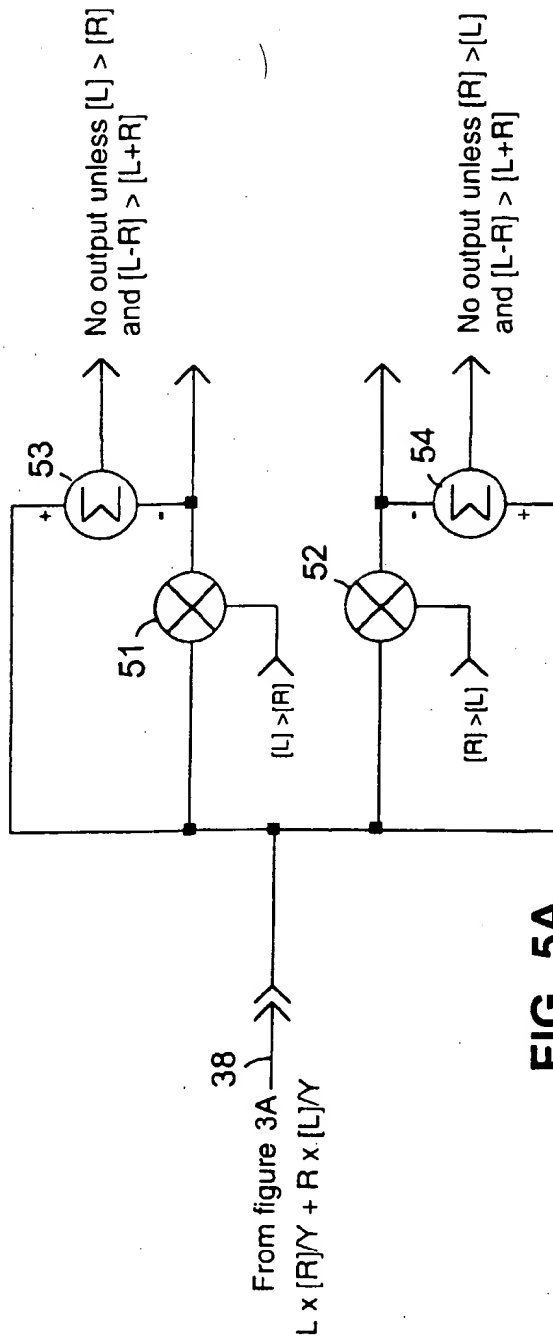 No output unless [L] > [R]
and [L-R] > [L+R]
53
+
-
51
[L] >[R]
From figure 3A
38
L x [R]/Y + R x [L]/Y
52
[R] >[L]
-
54
+
No output unless [R] >[L]
and [L-R] > [L+R]
FIG 5A